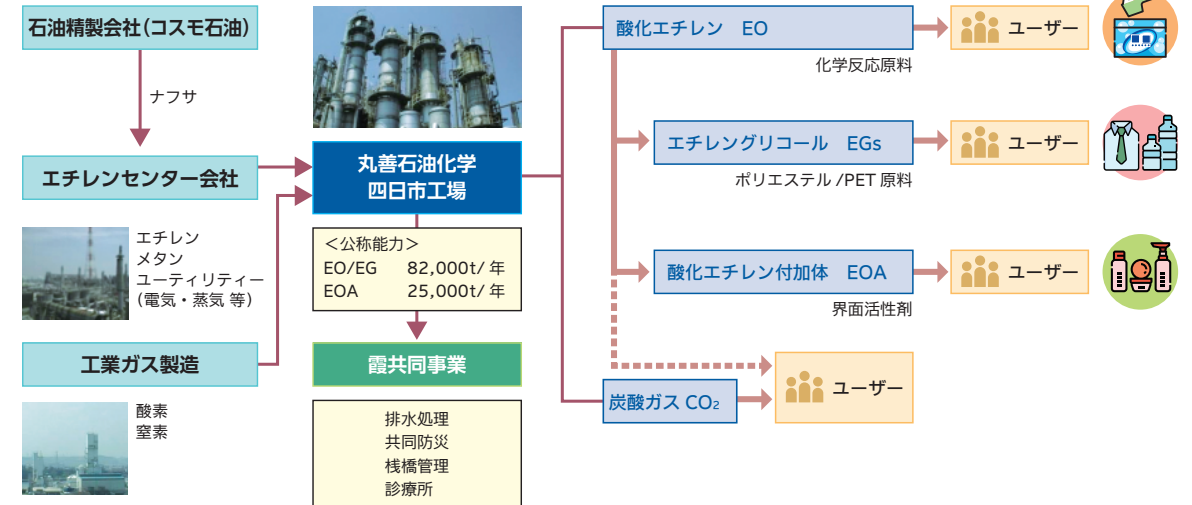 石油精製会社（コスモ石油）
ナフサ
エチレンセンター会社
エチレン
メタン
ユーティリティー
（電気・蒸気 等）
工業ガス製造
酸素
窒素
丸善石油化学
四日市工場
＜公称能力＞
EO/EG 82,000t/ 年
EOA 25,000t/ 年
霞共同事業
排水処理
共同防災
桟橋管理
診療所
酸化エチレン EO
化学反応原料
ユーザー
エチレングリコール EGs
ポリエステル /PET 原料
ユーザー
酸化エチレン付加体 EOA
界面活性剤
ユーザー
炭酸ガス CO₂
ユーザー